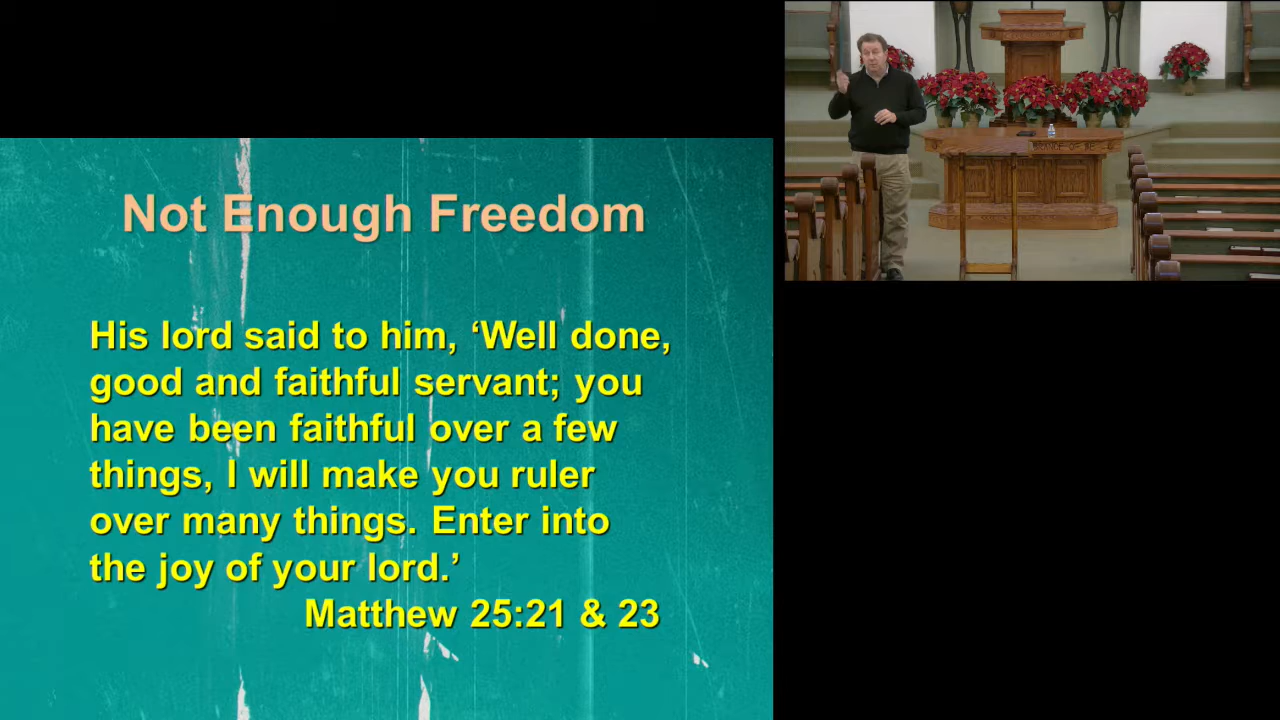 Not Enough Freedom
His lord said to him, ‘Well done,
good and faithful servant; you
have been faithful over a few
things, I will make you ruler
over many things. Enter into
the joy of your lord.’
Matthew 25:21 & 23